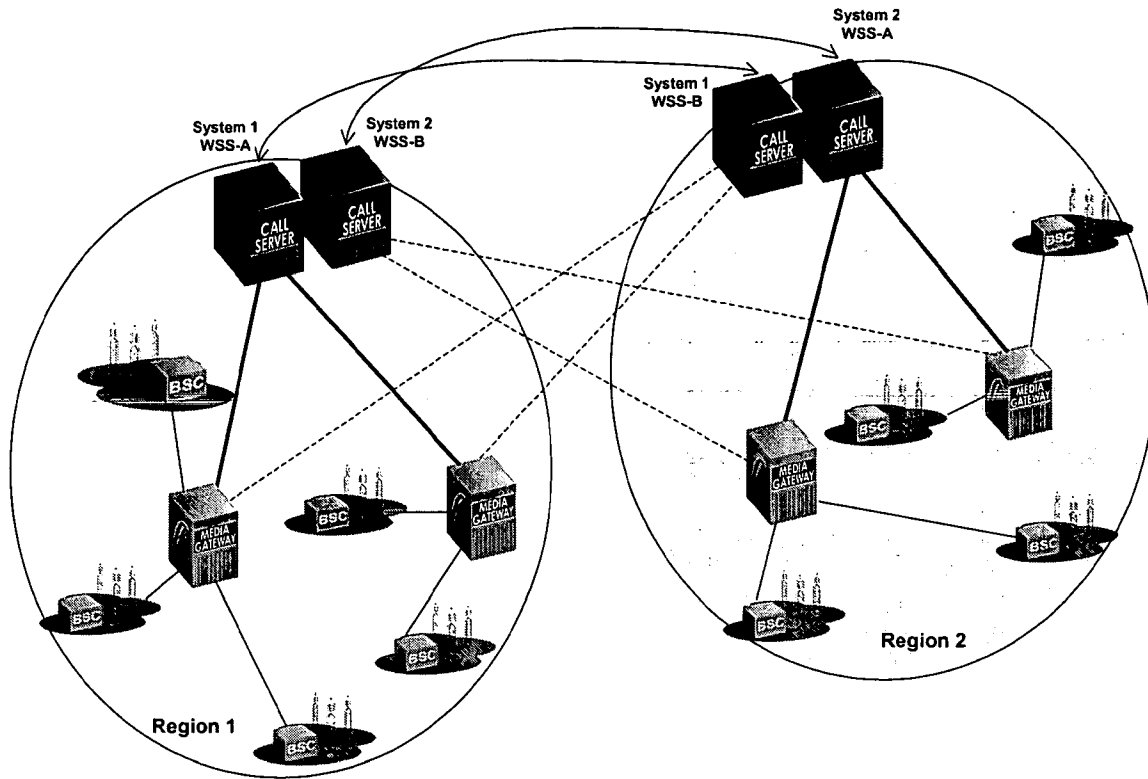 System 2
WSS-A
System 1
WSS-B
CALL
SERVER
CALL
SERVER
System 1
WSS-A
System 2
WSS-B
CALL
SERVER
CALL
SERVER
BSC
BSC
BSC
MEDIA
GATEWAY
MEDIA
GATEWAY
BSC
MEDIA
GATEWAY
MEDIA
GATEWAY
BSC
BSC
BSC
BSC
BSC
Region 2
Region 1
BSC